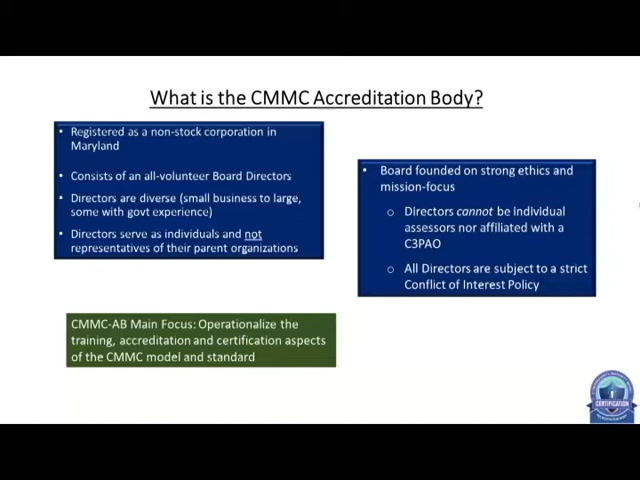 What is the CMMC Accreditation Body?
• Registered as a non-stock corporation in
Maryland
• Consists of an all-volunteer Board Directors
• Directors are diverse (small business to large,
some with govt experience)
• Directors serve as individuals and not
representatives of their parent organizations
• Board founded on strong ethics and
mission-focus
o Directors cannot be individual
assessors nor affiliated with a
C3PAO
o All Directors are subject to a strict
Conflict of Interest Policy
CMMC-AB Main Focus: Operationalize the
training, accreditation and certification aspects
of the CMMC model and standard
CERTIFICATION